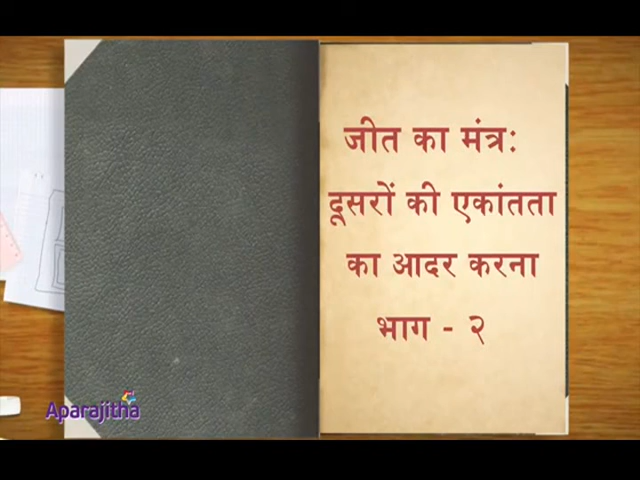 जीत का मंत्र:
दूसरों की एकांतता
का आदर करना
भाग - २
Aparajitha